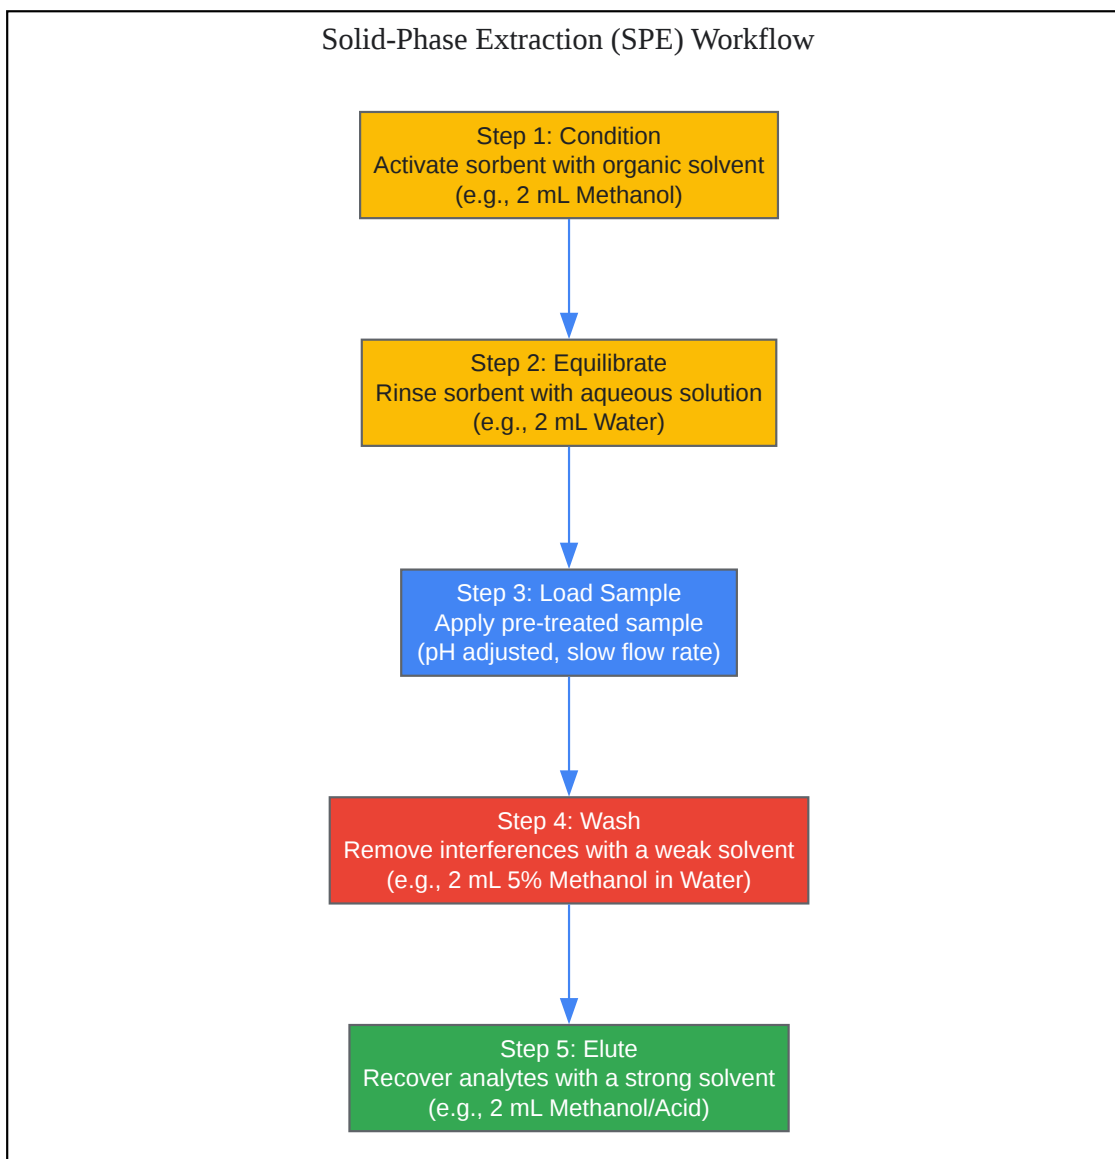 Solid-Phase Extraction (SPE) Workflow
Step 1: Condition
Activate sorbent with organic solvent
(e.g., 2 mL Methanol)
Step 2: Equilibrate
Rinse sorbent with aqueous solution
(e.g., 2 mL Water)
Step 3: Load Sample
Apply pre-treated sample
(pH adjusted, slow flow rate)
Step 4: Wash
Remove interferences with a weak solvent
(e.g., 2 mL 5% Methanol in Water)
Step 5: Elute
Recover analytes with a strong solvent
(e.g., 2 mL Methanol/Acid)